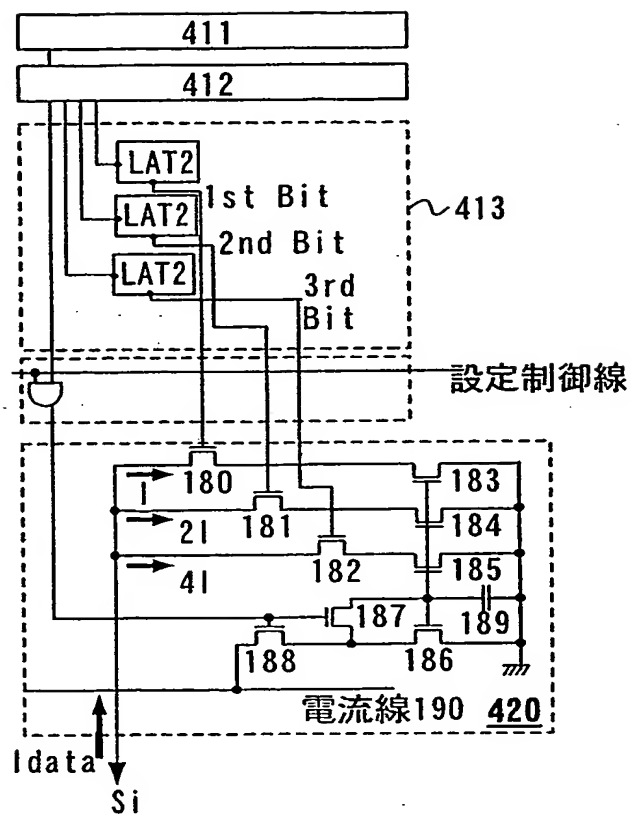 411
412
LAT2
1st Bit
413
LAT2
2nd Bit
LAT2
3rd
Bit
設定制御線
180
183
I
181
184
2I
182
185
4I
187
189
188
186
電流線190
420
Idata
Si